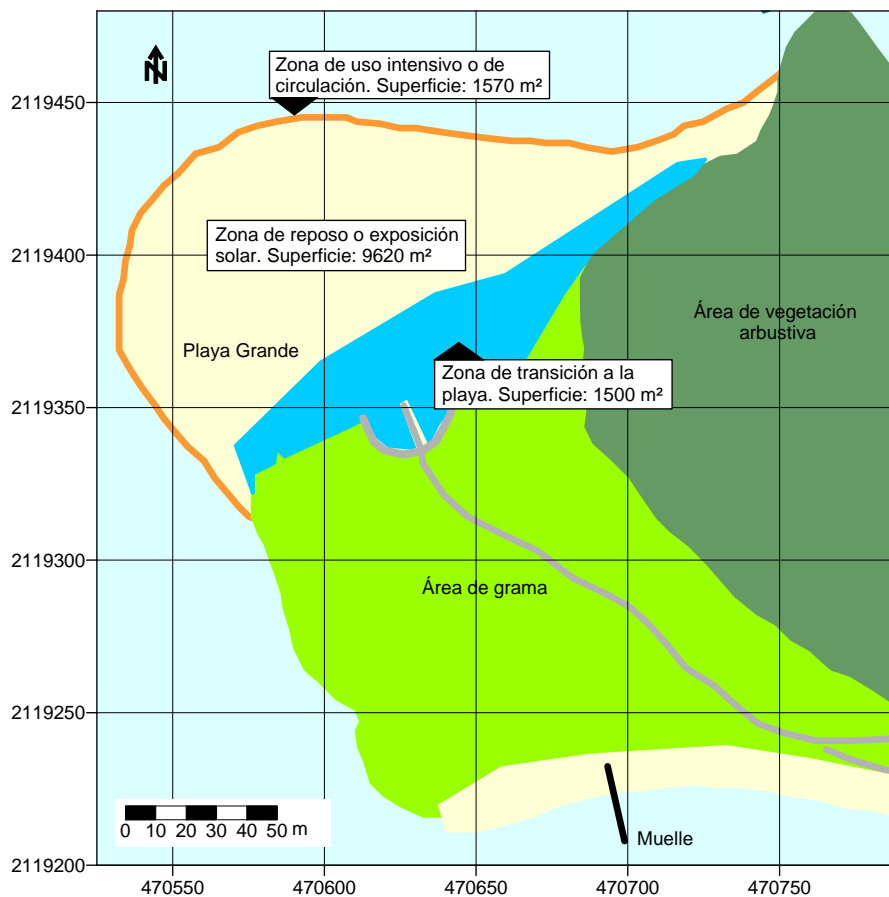 N
Zona de uso intensivo o de
circulación. Superficie: 1570 m²
2119450
Zona de reposo o exposición
solar. Superficie: 9620 m²
2119400
Área de vegetación
arbustiva
Playa Grande
Zona de transición a la
playa. Superficie: 1500 m²
2119350
2119300
Área de grama
2119250
0 10 20 30 40 50 m
Muelle
2119200
470550 470600 470650 470700 470750